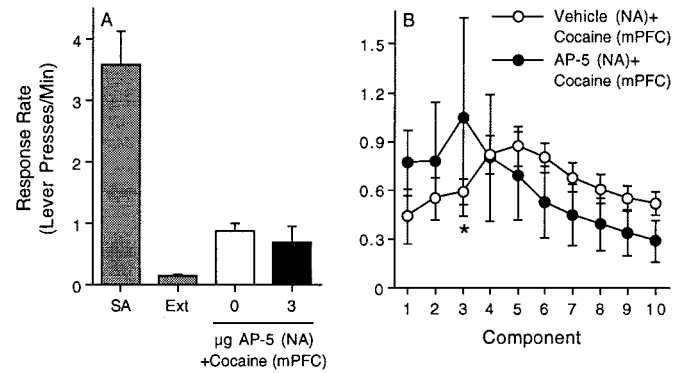 A
Response Rate
(Lever Presses/Min)
4
3
2
1
0
SA
Ext
0
3
µg AP-5 (NA)
+Cocaine (mPFC)
B
Vehicle (NA)+
Cocaine (mPFC)
AP-5 (NA)+
Cocaine (mPFC)
1.5
1.2
0.9
0.6
0.3
0
*
1 2 3 4 5 6 7 8 9 10
Component